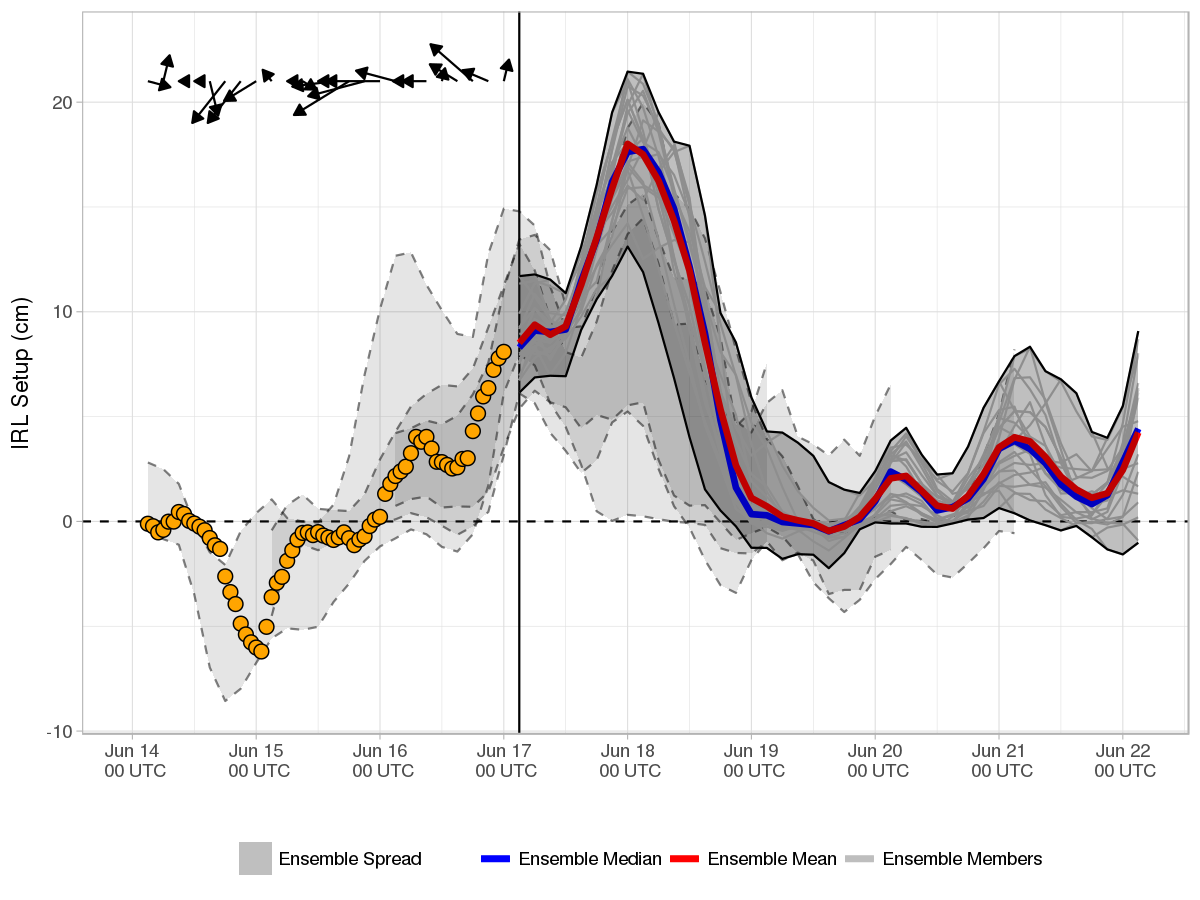 IRL Setup (cm)
20
10
0
-10
Jun 14 Jun 15 Jun 16 Jun 17 Jun 18 Jun 19 Jun 20 Jun 21 Jun 22
00 UTC 00 UTC 00 UTC 00 UTC 00 UTC 00 UTC 00 UTC 00 UTC 00 UTC
Ensemble Spread Ensemble Median Ensemble Mean Ensemble Members